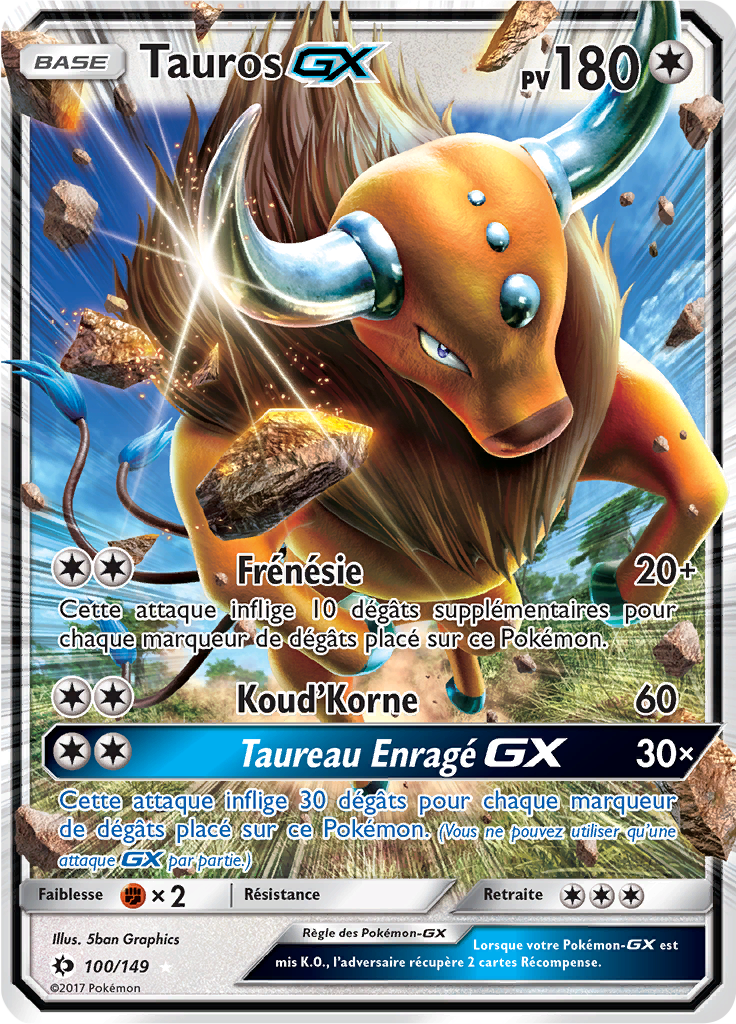 BASE Tauros GX PV 180
Frénésie 20+
Cette attaque inflige 10 dégâts supplémentaires pour
chaque marqueur de dégâts placé sur ce Pokémon.
Koud'Korne 60
Taureau Enragé GX 30×
Cette attaque inflige 30 dégâts pour chaque marqueur
de dégâts placé sur ce Pokémon. (Vous ne pouvez utiliser qu'une
attaque GX par partie.)
Faiblesse ×2 Résistance Retraite
Illus. 5ban Graphics
100/149
©2017 Pokémon
Règle des Pokémon-GX
Lorsque votre Pokémon-GX est
mis K.O., l'adversaire récupère 2 cartes Récompense.